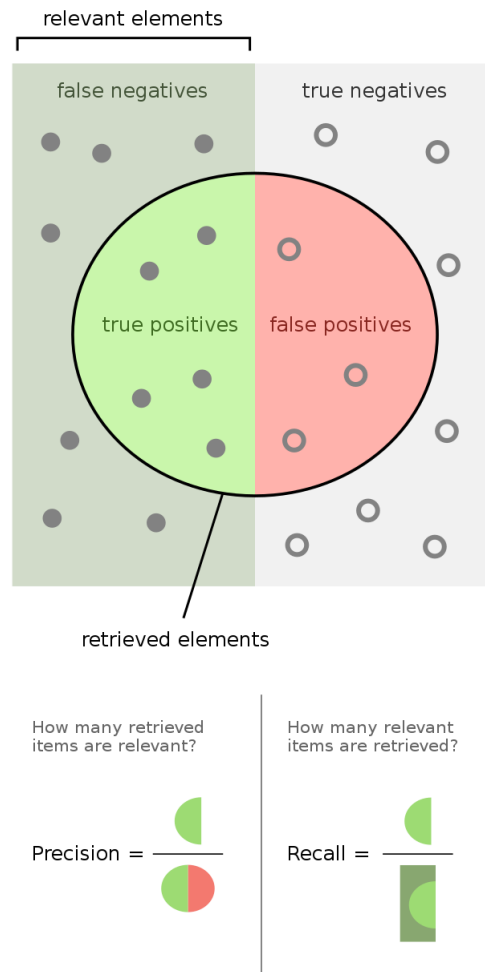 relevant elements
false negatives
true negatives
true positives
false positives
retrieved elements
How many retrieved
items are relevant?
Precision =
How many relevant
items are retrieved?
Recall =